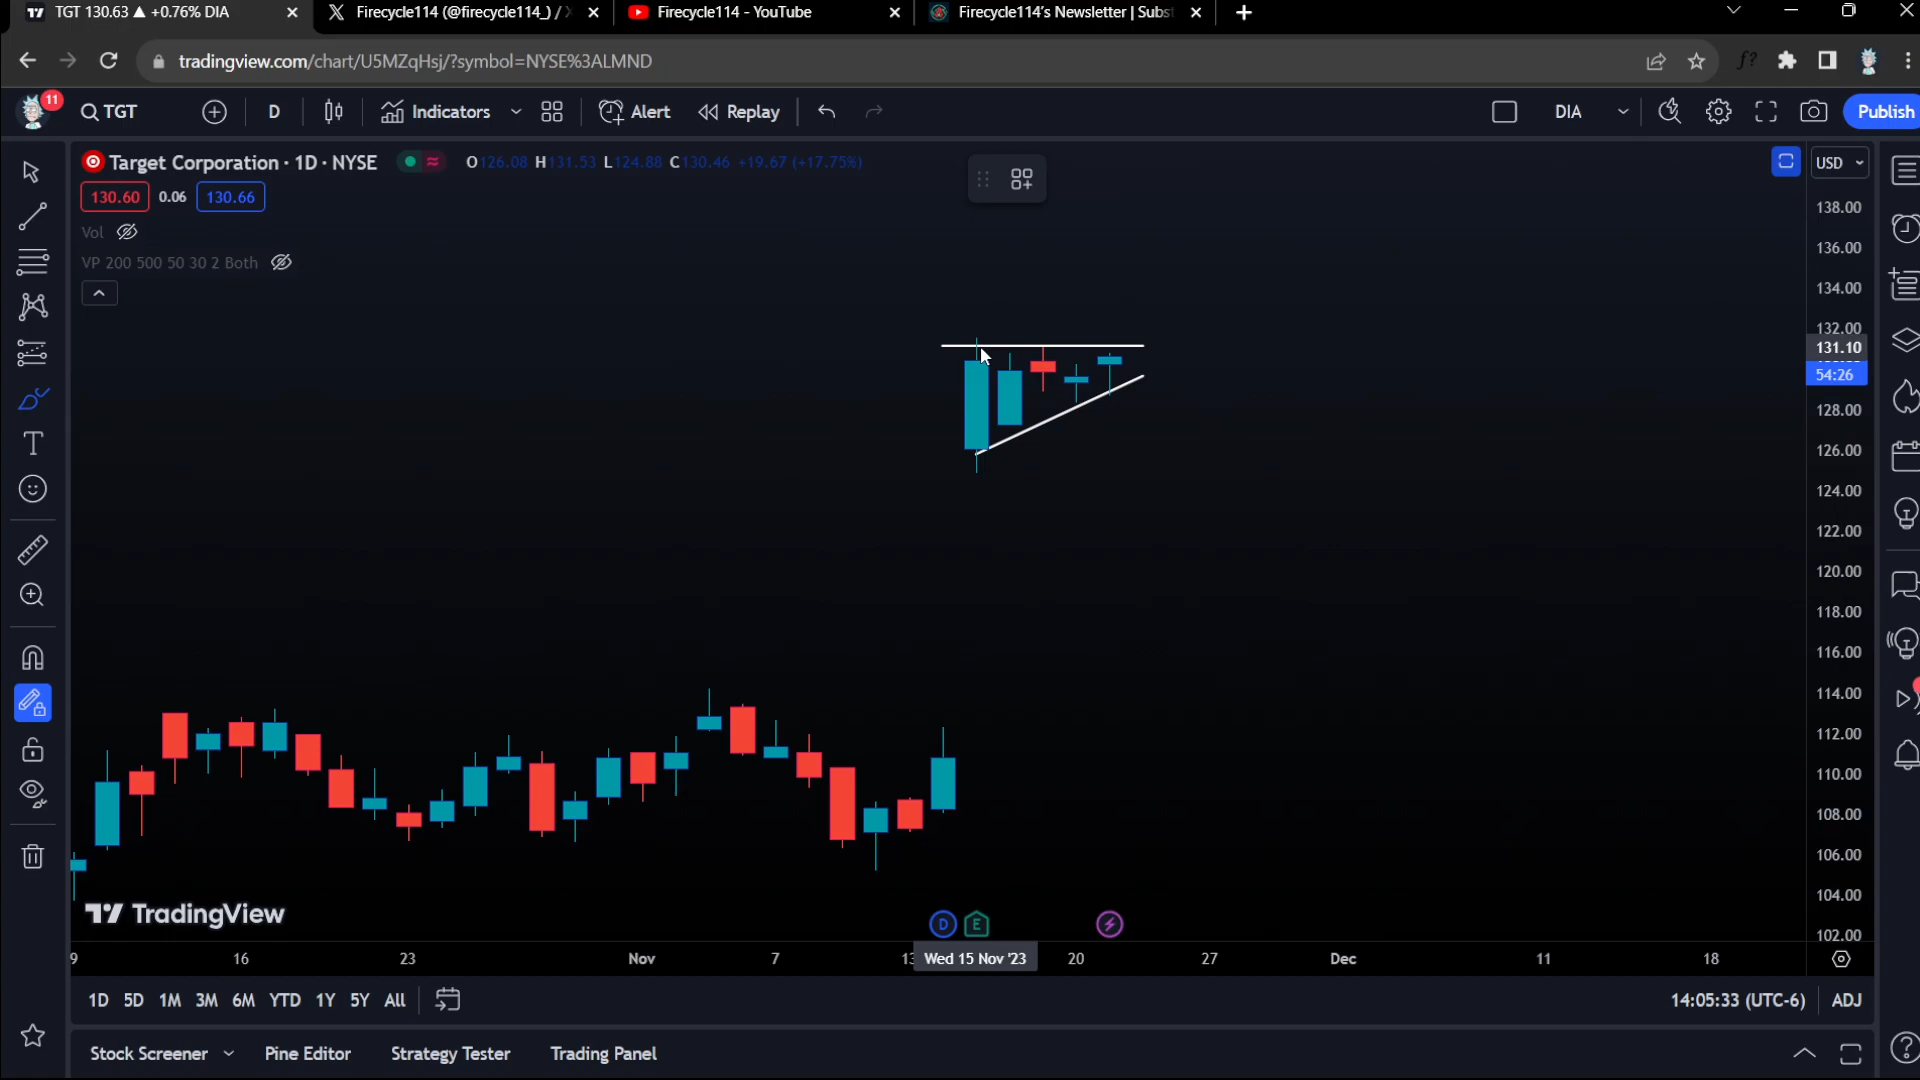 TGT 130.63 ▲ +0.76% DIA
Firecycle114 (@firecycle114_) /
Firecycle114 - YouTube
Firecycle114's Newsletter | Subst
tradingview.com/chart/U5MZqHsj/?symbol=NYSE%3ALMND
f?
11
TGT
D
Indicators
Alert
Replay
DIA
Publish
Target Corporation · 1D · NYSE
O126.08 H131.53 L124.88 C130.46 +19.67 (+17.75%)
USD
130.60
0.06
130.66
Vol
VP 200 500 50 30 2 Both
138.00
136.00
134.00
132.00
131.10
54:26
128.00
126.00
124.00
122.00
120.00
118.00
116.00
114.00
112.00
110.00
108.00
106.00
104.00
102.00
TradingView
D
E
9
16
23
Nov
7
13
Wed 15 Nov '23
20
27
Dec
11
18
1D 5D 1M 3M 6M YTD 1Y 5Y All
14:05:33 (UTC-6)
ADJ
Stock Screener
Pine Editor
Strategy Tester
Trading Panel